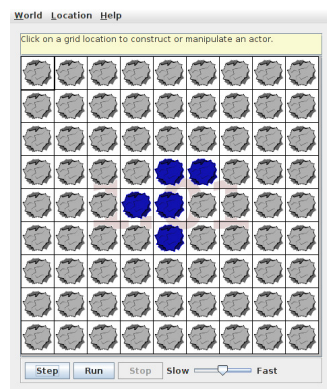 World Location Help
Click on a grid location to construct or manipulate an actor.
Step Run Stop Slow Fast